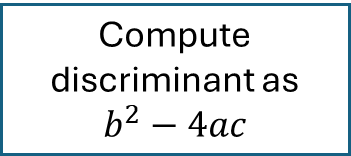 Compute
discriminant as
𝑏² − 4𝑎𝑐